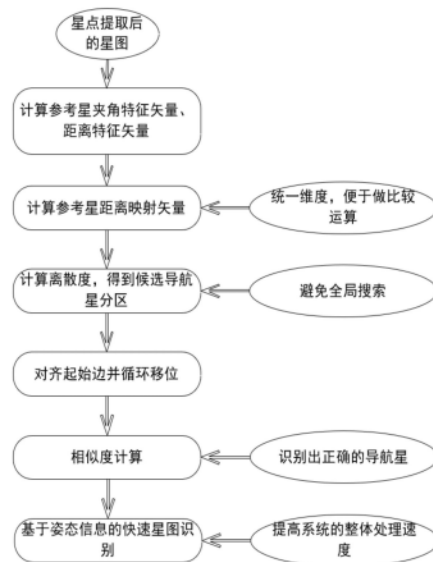 星点提取后
的星图
计算参考星夹角特征矢量、
距离特征矢量
计算参考星距离映射矢量
统一维度，便于做比较
运算
计算离散度，得到候选导航
星分区
避免全局搜索
对齐起始边并循环移位
相似度计算
识别出正确的导航星
基于姿态信息的快速星图识
别
提高系统的整体处理速
度